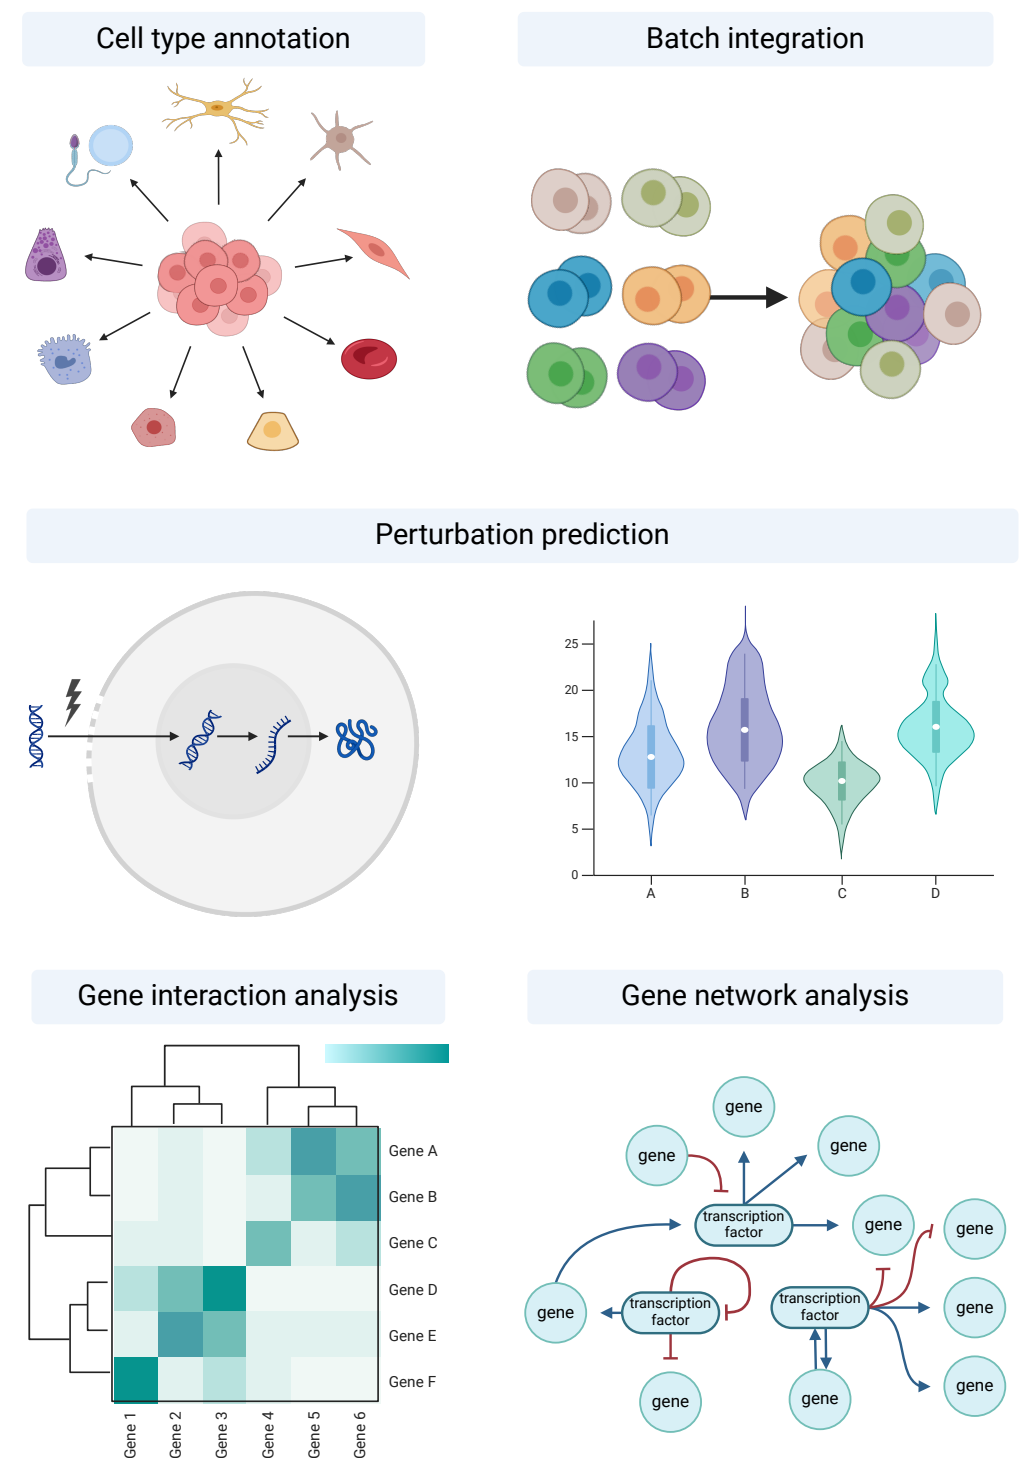 Cell type annotation
Batch integration
Perturbation prediction
25
20
15
10
5
0
A
B
C
D
Gene interaction analysis
Gene A
Gene B
Gene C
Gene D
Gene E
Gene F
Gene 1
Gene 2
Gene 3
Gene 4
Gene 5
Gene 6
Gene network analysis
gene
gene
gene
transcription
factor
gene
gene
gene
transcription
factor
transcription
factor
gene
gene
gene
gene